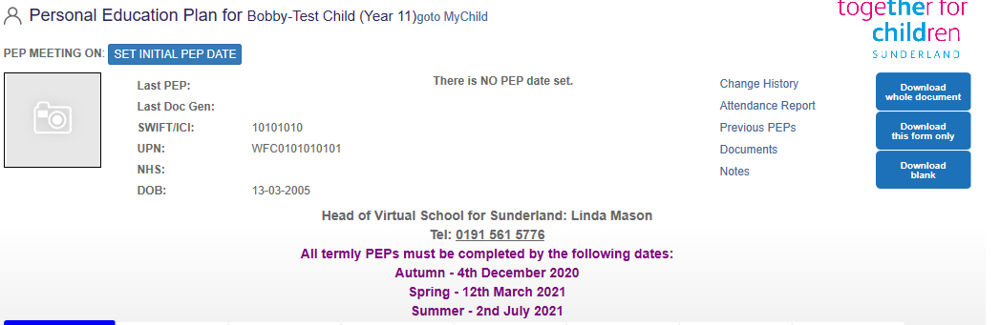 Personal Education Plan for Bobby-Test Child (Year 11)goto MyChild
together for
children
SUNDERLAND
PEP MEETING ON: SET INITIAL PEP DATE
Last PEP:
There is NO PEP date set.
Last Doc Gen:
SWIFT/ICI: 10101010
UPN: WFC0101010101
NHS:
DOB: 13-03-2005
Change History
Attendance Report
Previous PEPs
Documents
Notes
Download
whole document
Download
this form only
Download
blank
Head of Virtual School for Sunderland: Linda Mason
Tel: 0191 561 5776
All termly PEPs must be completed by the following dates:
Autumn - 4th December 2020
Spring - 12th March 2021
Summer - 2nd July 2021